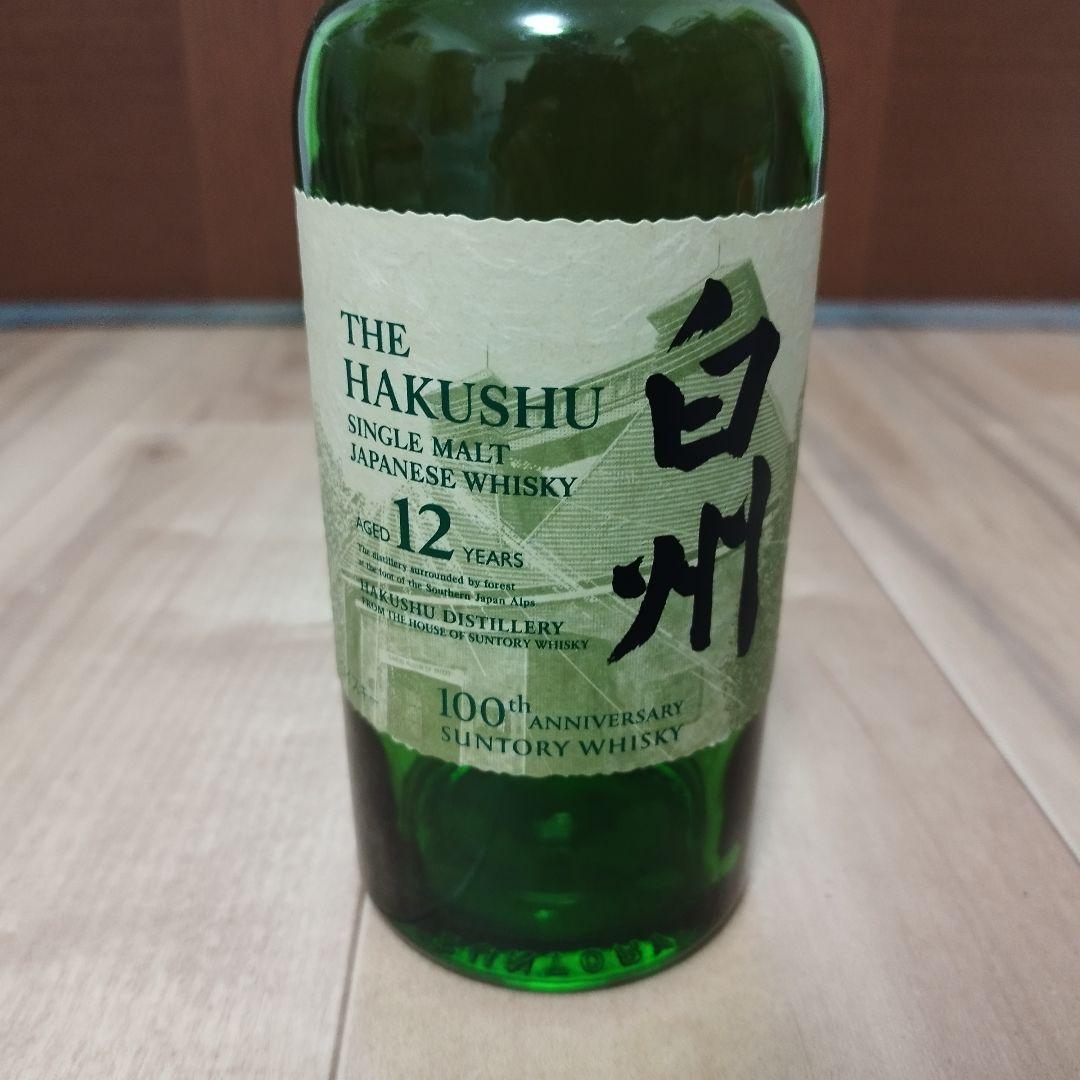 THE
HAKUSHU
SINGLE MALT
JAPANESE WHISKY
AGED 12 YEARS
The distillery surrounded by forest
at the foot of the Southern Japan Alps
HAKUSHU DISTILLERY
FROM THE HOUSE OF SUNTORY WHISKY
100th ANNIVERSARY
SUNTORY WHISKY
白州